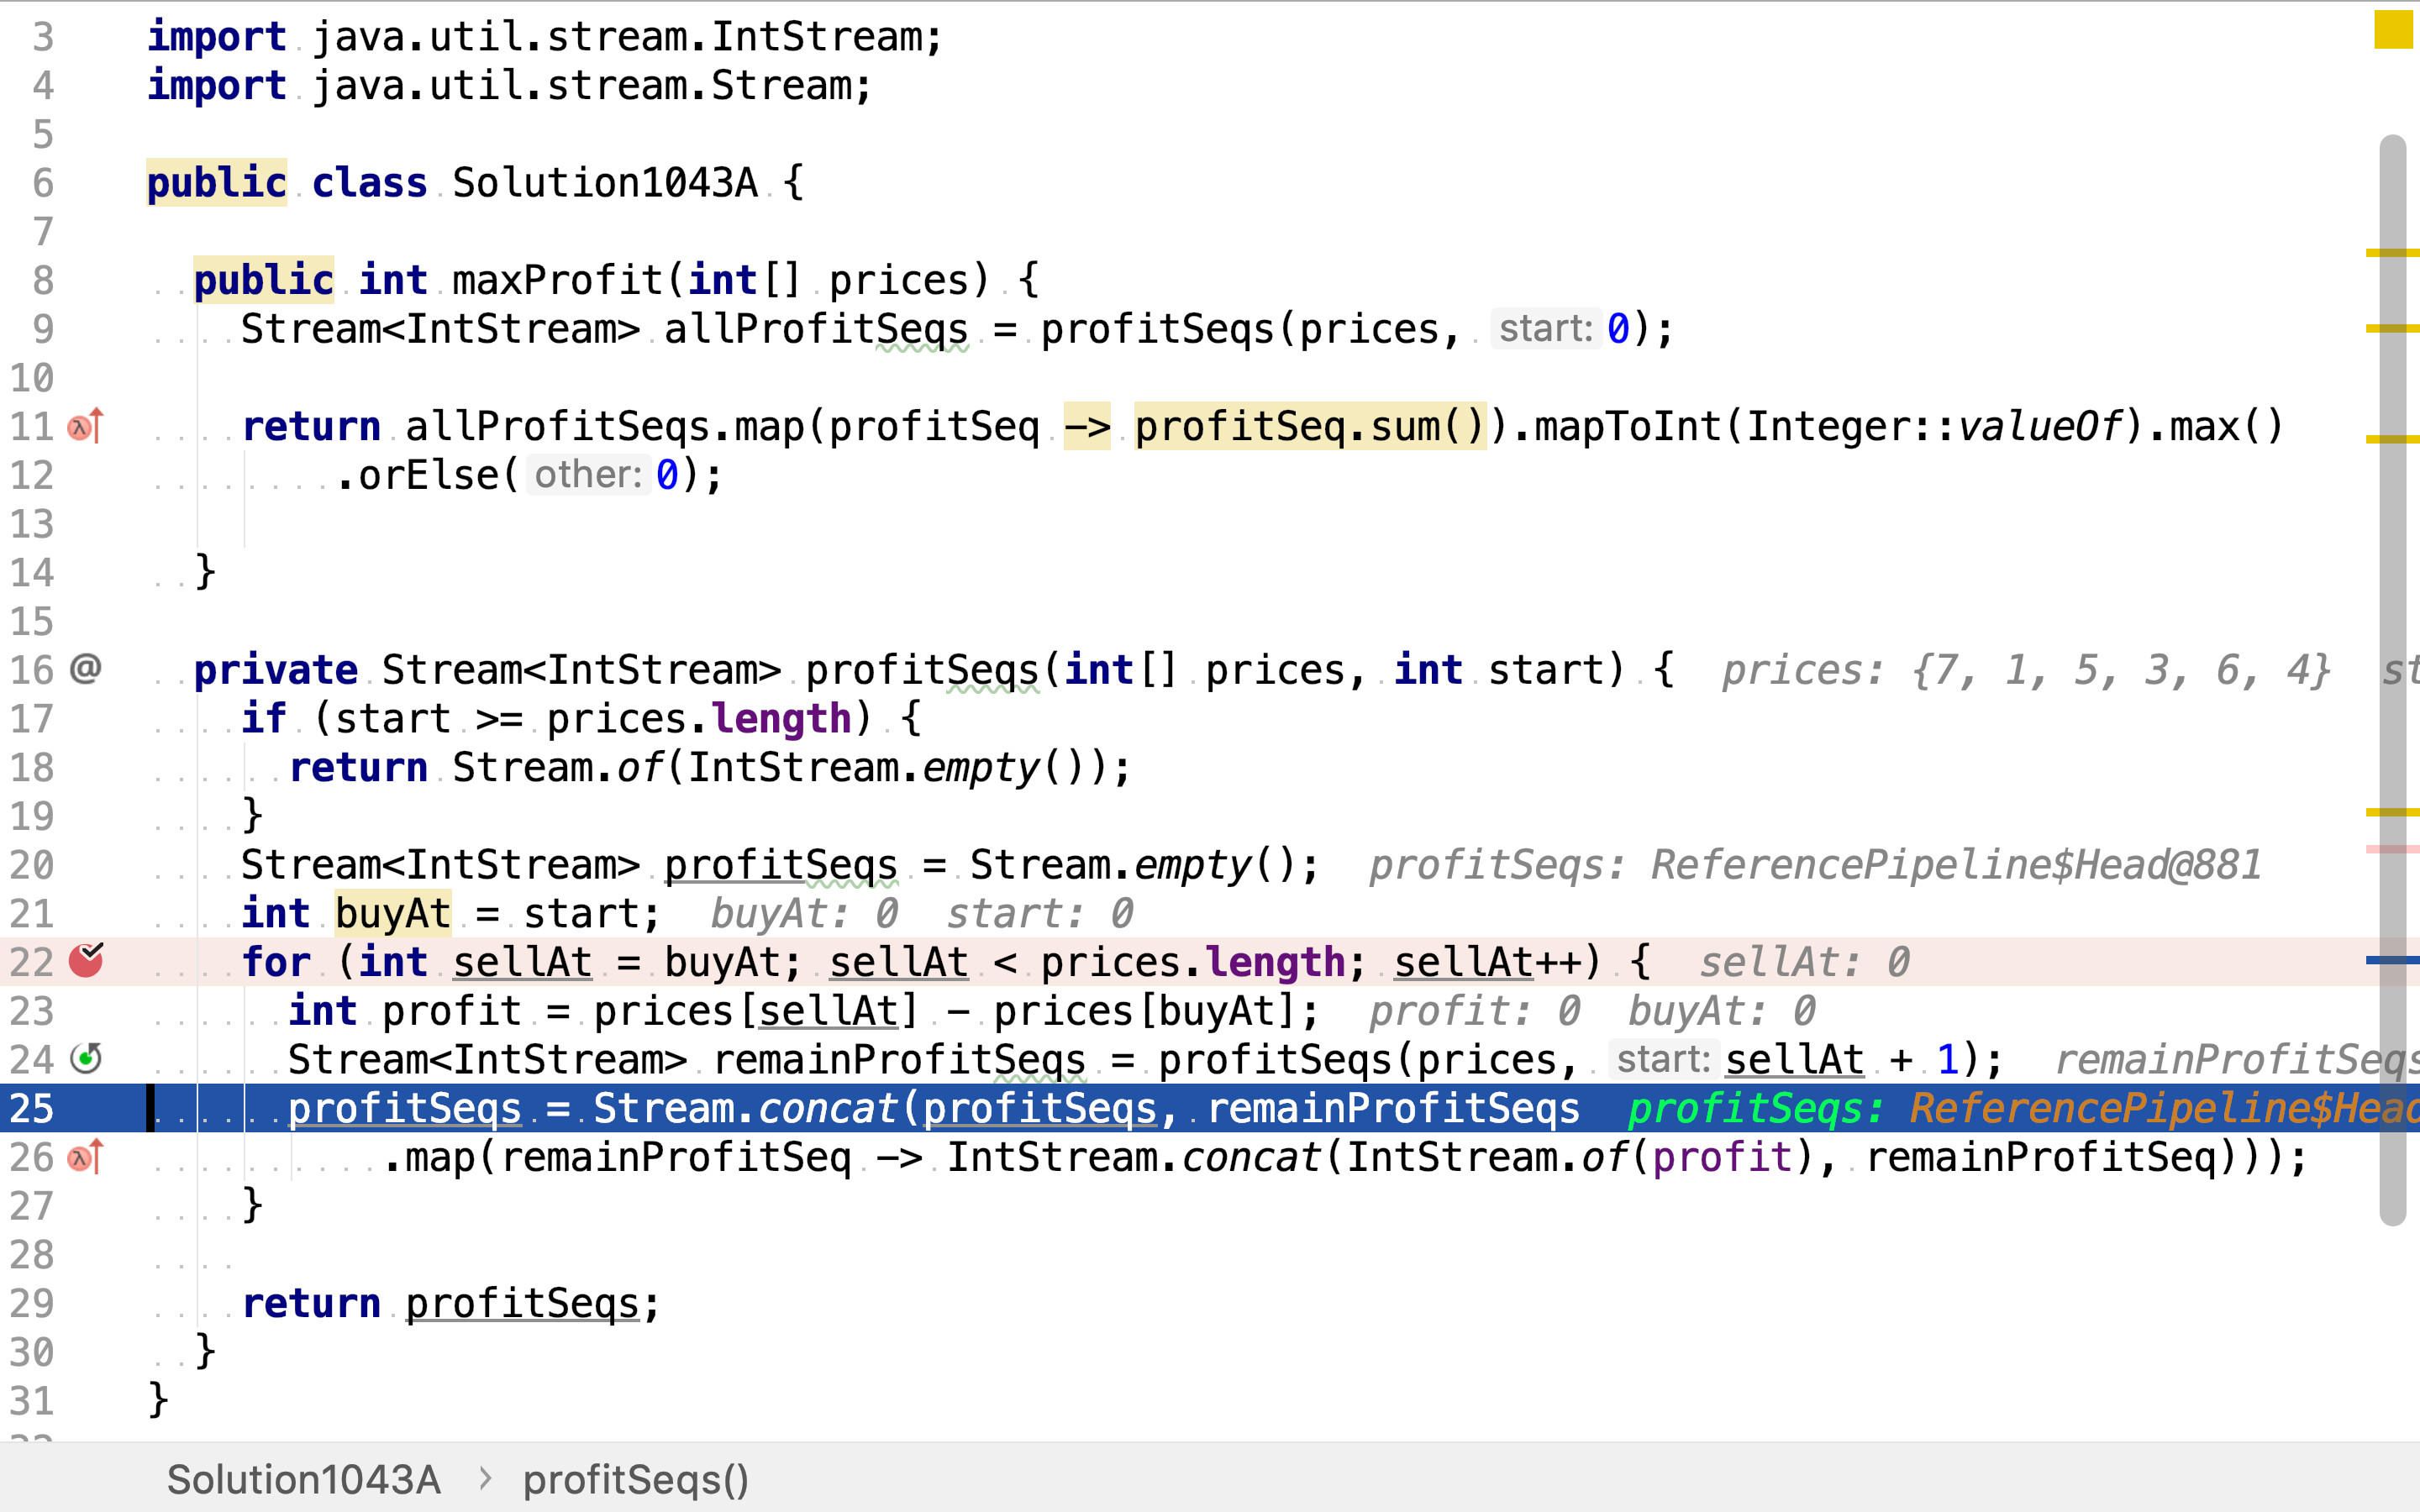 3 import java.util.stream.IntStream;
4 import java.util.stream.Stream;
5
6 public class Solution1043A {
7
8 public int maxProfit(int[] prices) {
9 Stream<IntStream> allProfitSeqs = profitSeqs(prices, start: 0);
10
11 return allProfitSeqs.map(profitSeq -> profitSeq.sum()).mapToInt(Integer::valueOf).max()
12 .orElse( other: 0);
13
14 }
15
16 @ private Stream<IntStream> profitSeqs(int[] prices, int start) { prices: {7, 1, 5, 3, 6, 4} st
17 if (start >= prices.length) {
18 return Stream.of(IntStream.empty());
19 }
20 Stream<IntStream> profitSeqs = Stream.empty(); profitSeqs: ReferencePipeline$Head@881
21 int buyAt = start; buyAt: 0 start: 0
22 for (int sellAt = buyAt; sellAt < prices.length; sellAt++) { sellAt: 0
23 int profit = prices[sellAt] - prices[buyAt]; profit: 0 buyAt: 0
24 Stream<IntStream> remainProfitSeqs = profitSeqs(prices, start: sellAt + 1); remainProfitSeqs
25 profitSeqs = Stream.concat(profitSeqs, remainProfitSeqs profitSeqs: ReferencePipeline$Head
26 .map(remainProfitSeq -> IntStream.concat(IntStream.of(profit), remainProfitSeq)));
27 }
28
29 return profitSeqs;
30 }
31 }
Solution1043A > profitSeqs()